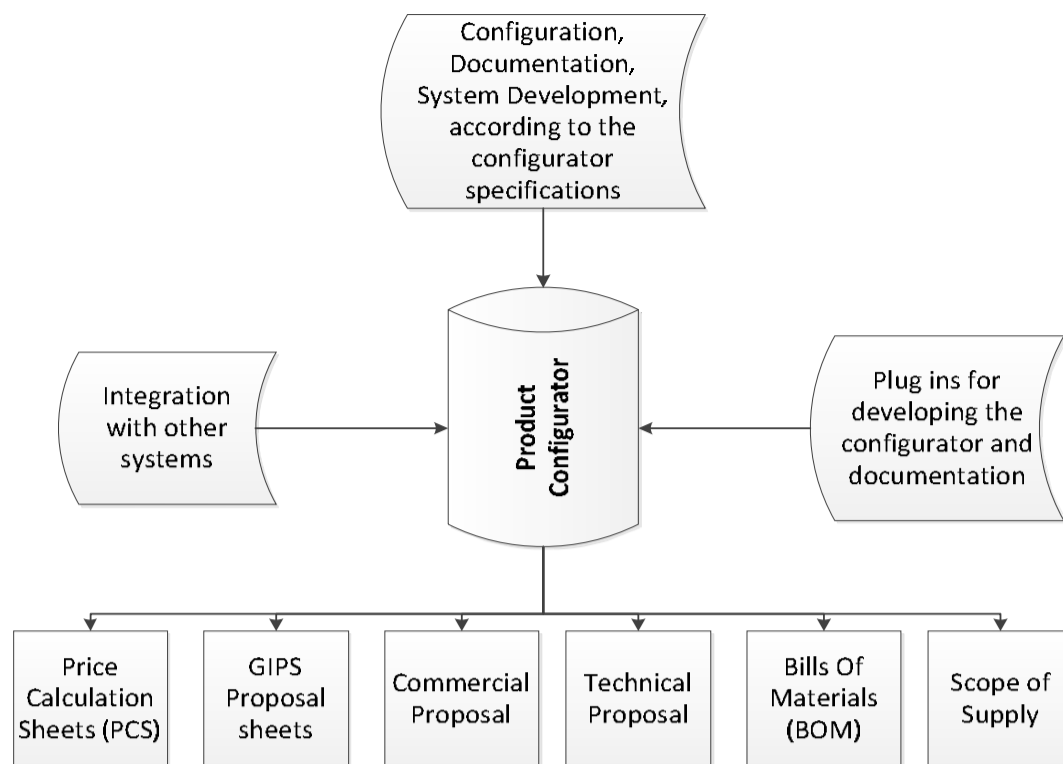 Configuration,
Documentation,
System Development,
according to the
configurator
specifications
Integration
with other
systems
Product
Configurator
Plug ins for
developing the
configurator and
documentation
Price
Calculation
Sheets (PCS)
GIPS
Proposal
sheets
Commercial
Proposal
Technical
Proposal
Bills Of
Materials
(BOM)
Scope of
Supply